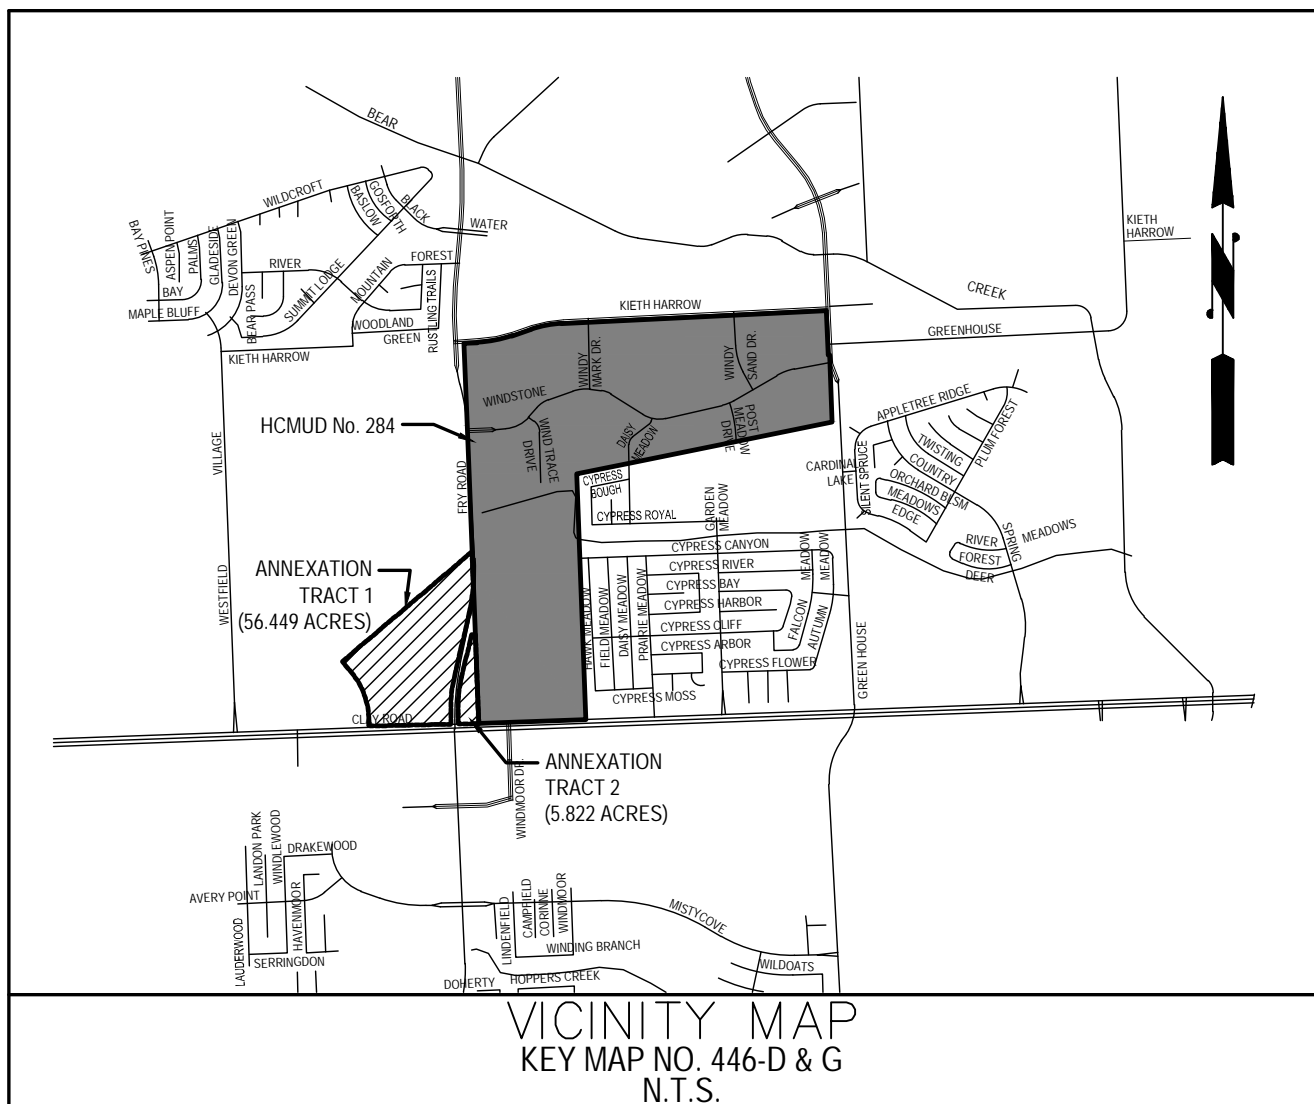 BEAR
WILDCROFT
BASLOW
GOSFORTH
BLACK
WATER
BAY PINES
ASPEN POINT
PALMS
GLADESIDE
DEVON GREEN
RIVER
SUMMIT LODGE
MOUNTAIN
FOREST
BAY
MAPLE BLUFF
BEAR PASS
WOODLAND
GREEN
RUSTLING TRAILS
KIETH HARROW
KIETH HARROW
KIETH
HARROW
CREEK
GREENHOUSE
WINDY
MARK DR.
WINDY
SAND DR.
WINDSTONE
WIND TRACE
DRIVE
DAISY
MEADOW
POST
MEADOW
DRIVE
HCMUD No. 284
VILLAGE
FRY ROAD
WESTFIELD
APPLETREE RIDGE
PLUM FOREST
TWISTING
COUNTRY
ORCHARD BLSM
MEADOWS
EDGE
CARDINAL
LAKE
SILENT SPRUCE
SPRING
MEADOWS
RIVER
FOREST
DEER
CYPRESS
BOUGH
CYPRESS ROYAL
GARDEN
MEADOW
CYPRESS CANYON
CYPRESS RIVER
CYPRESS BAY
CYPRESS HARBOR
CYPRESS CLIFF
CYPRESS ARBOR
CYPRESS FLOWER
CYPRESS MOSS
HAWK MEADOW
FIELD MEADOW
DAISY MEADOW
PRAIRIE MEADOW
FALCON
MEADOW
AUTUMN
MEADOW
GREEN HOUSE
ANNEXATION
TRACT 1
(56.449 ACRES)
CLAY ROAD
ANNEXATION
TRACT 2
(5.822 ACRES)
WINDMOOR DR.
LANDON PARK
WINDLEWOOD
DRAKEWOOD
AVERY POINT
HAVENMOOR
LAUDERWOOD
SERRINGDON
LINDENFIELD
CAMPFIELD
CORINNE
WINDMOOR
MISTYCOVE
WINDING BRANCH
WILDOATS
DOHERTY
HOPPERS CREEK
VICINITY MAP
KEY MAP NO. 446-D & G
N.T.S.